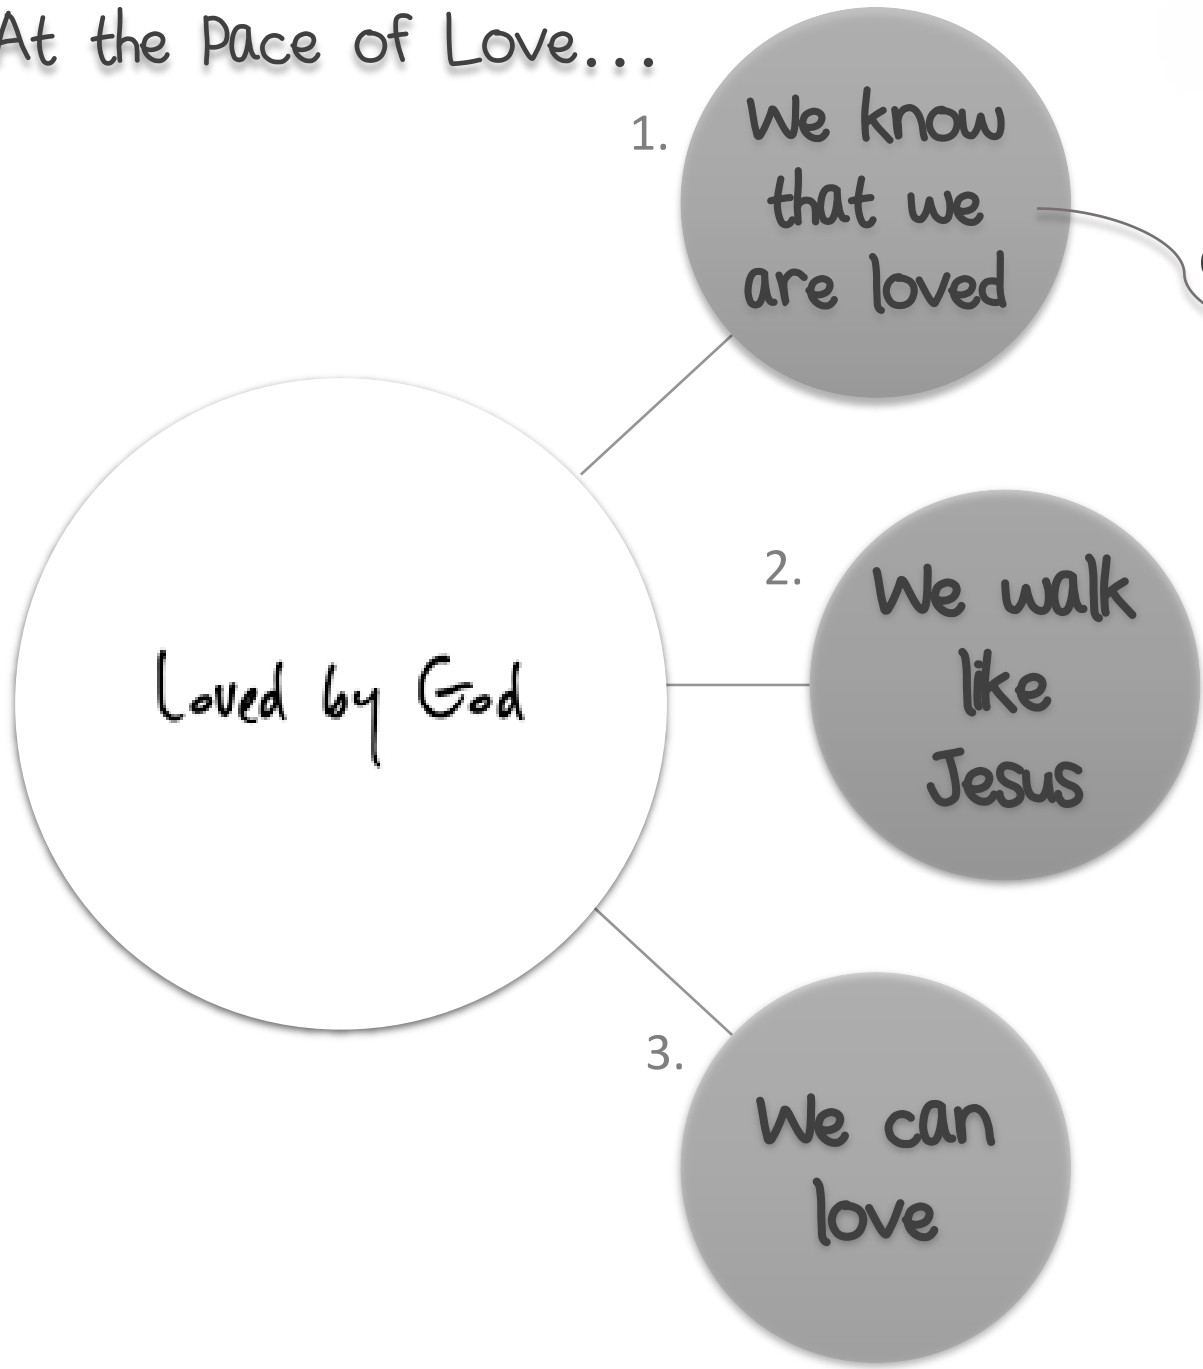 At the Pace of Love...
1.
We know
that we
are loved
Loved by God
2.
We walk
like
Jesus
3.
We can
love